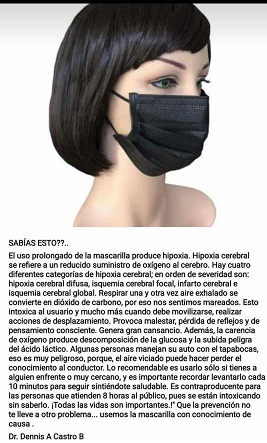 SABÍAS ESTO??..
El uso prolongado de la mascarilla produce hipoxia. Hipoxia cerebral
se refiere a un reducido suministro de oxígeno al cerebro. Hay cuatro
diferentes categorías de hipoxia cerebral; en orden de severidad son:
hipoxia cerebral difusa, isquemia cerebral focal, infarto cerebral e
isquemia cerebral global. Respirar una y otra vez aire exhalado se
convierte en dióxido de carbono, por eso nos sentimos mareados. Esto
intoxica al usuario y mucho más cuando debe movilizarse, realizar
acciones de desplazamiento. Provoca malestar, pérdida de reflejos y de
pensamiento consciente. Genera gran cansancio. Además, la carencia
de oxígeno produce descomposición de la glucosa y la subida peligra
del ácido láctico. Algunas personas manejan su auto con el tapabocas,
eso es muy peligroso, porque, el aire viciado puede hacer perder el
conocimiento al conductor. Lo recomendable es usarlo sólo si tienes a
alguien enfrente o muy cercano, y es importante recordar levantarlo cada
10 minutos para seguir sintiéndote saludable. Es contraproducente para
las personas que atienden 8 horas al público, pues se están intoxicando
sin saberlo. ¡Todas las vidas son importantes.!" Que la prevención no
te lleve a otro problema... usemos la mascarilla con conocimiento de
causa .
Dr. Dennis A Castro B